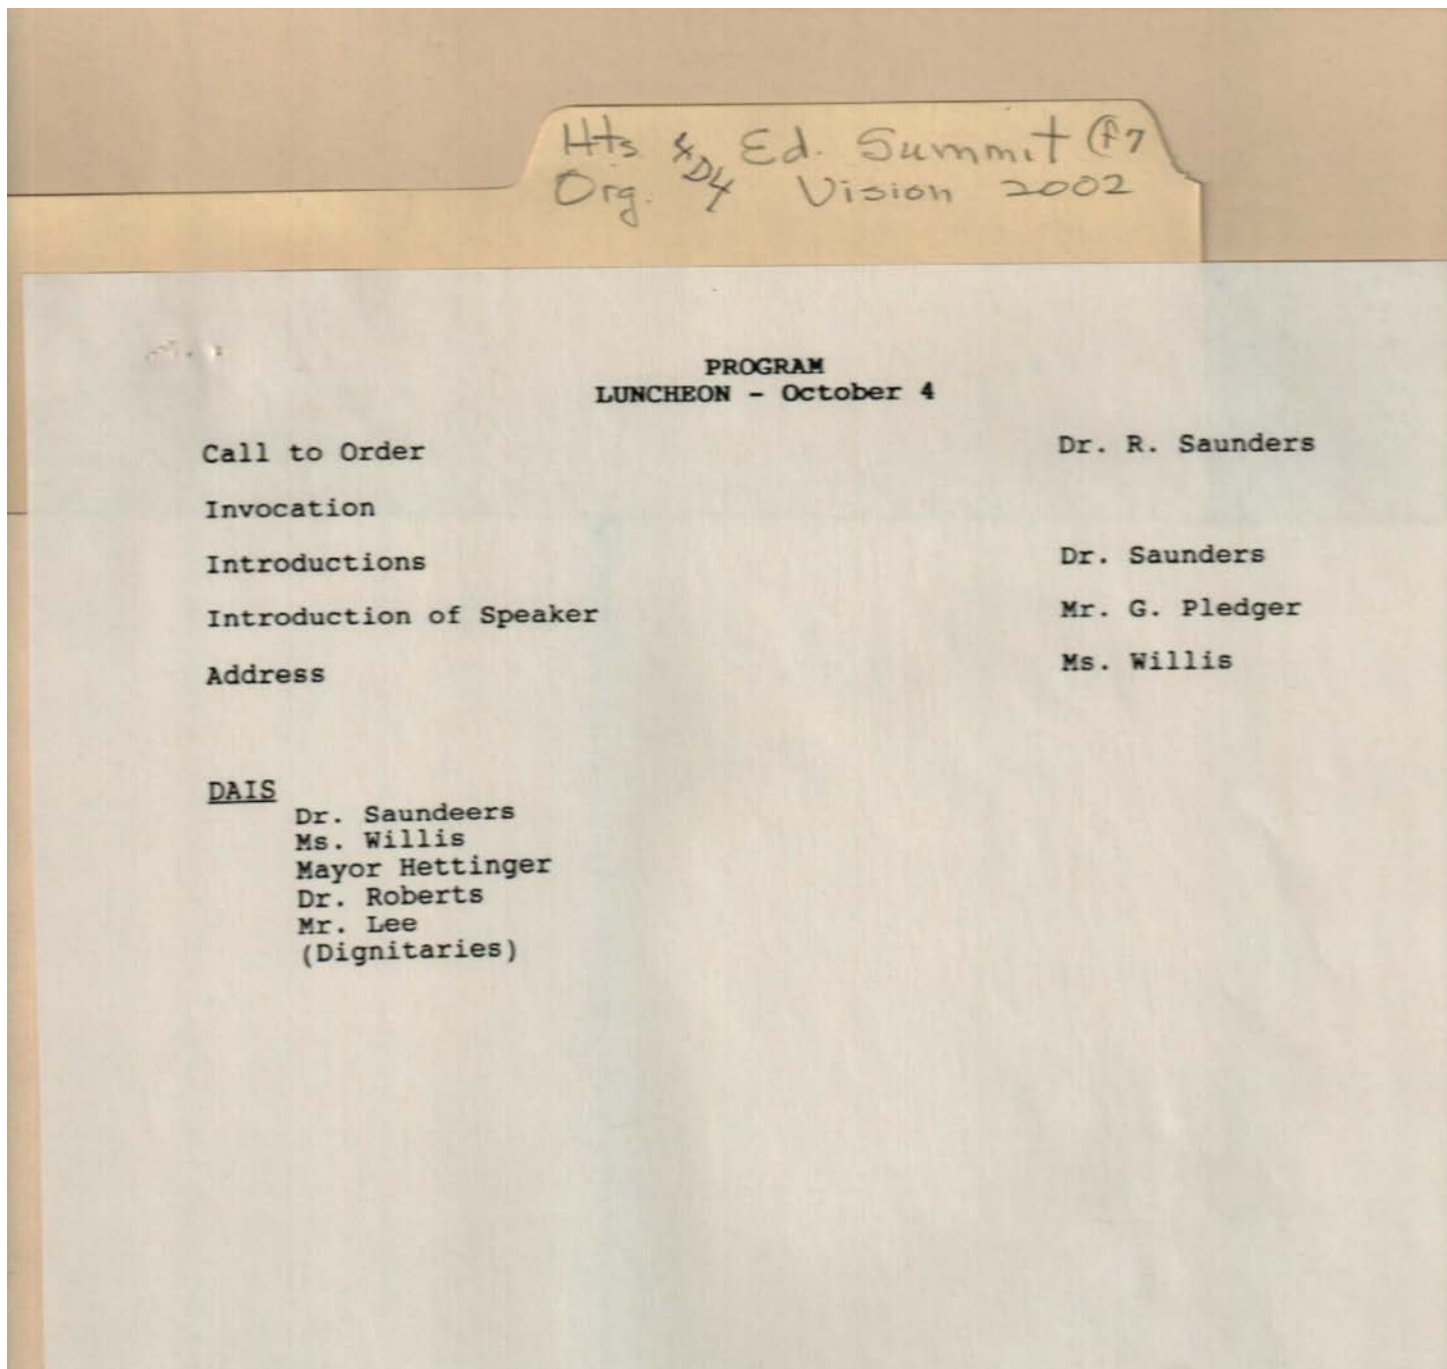 Hts & Ed. Summit
Org. D4 Vision 2002
PROGRAM
LUNCHEON - October 4
Call to Order Dr. R. Saunders
Invocation
Introductions Dr. Saunders
Introduction of Speaker Mr. G. Pledger
Address Ms. Willis
DAIS
Dr. Saundeers
Ms. Willis
Mayor Hettinger
Dr. Roberts
Mr. Lee
(Dignitaries)